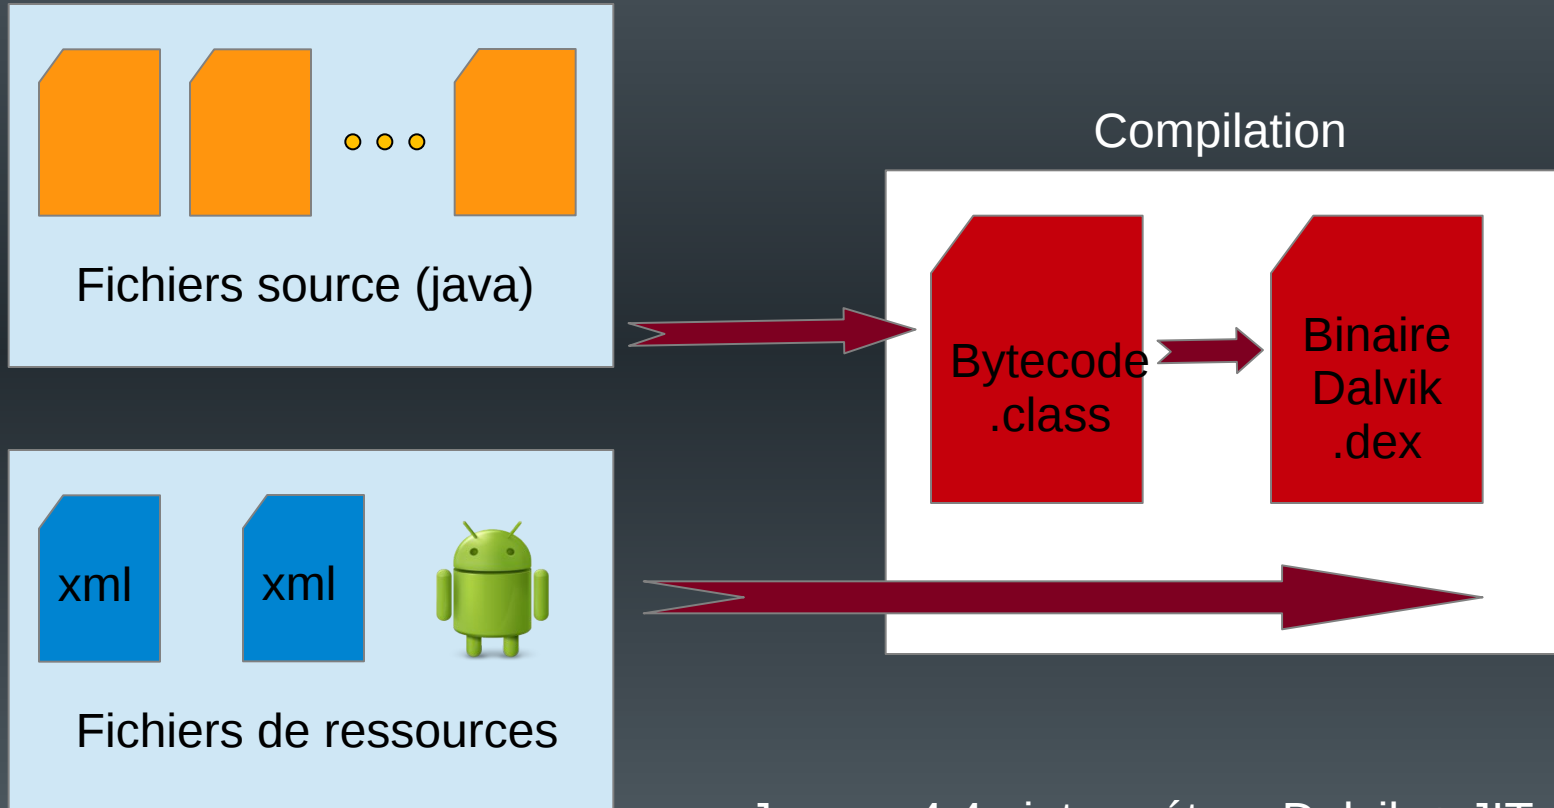 Fichiers source (java)
Compilation
Bytecode
.class
Binaire
Dalvik
.dex
xml
xml
Fichiers de ressources